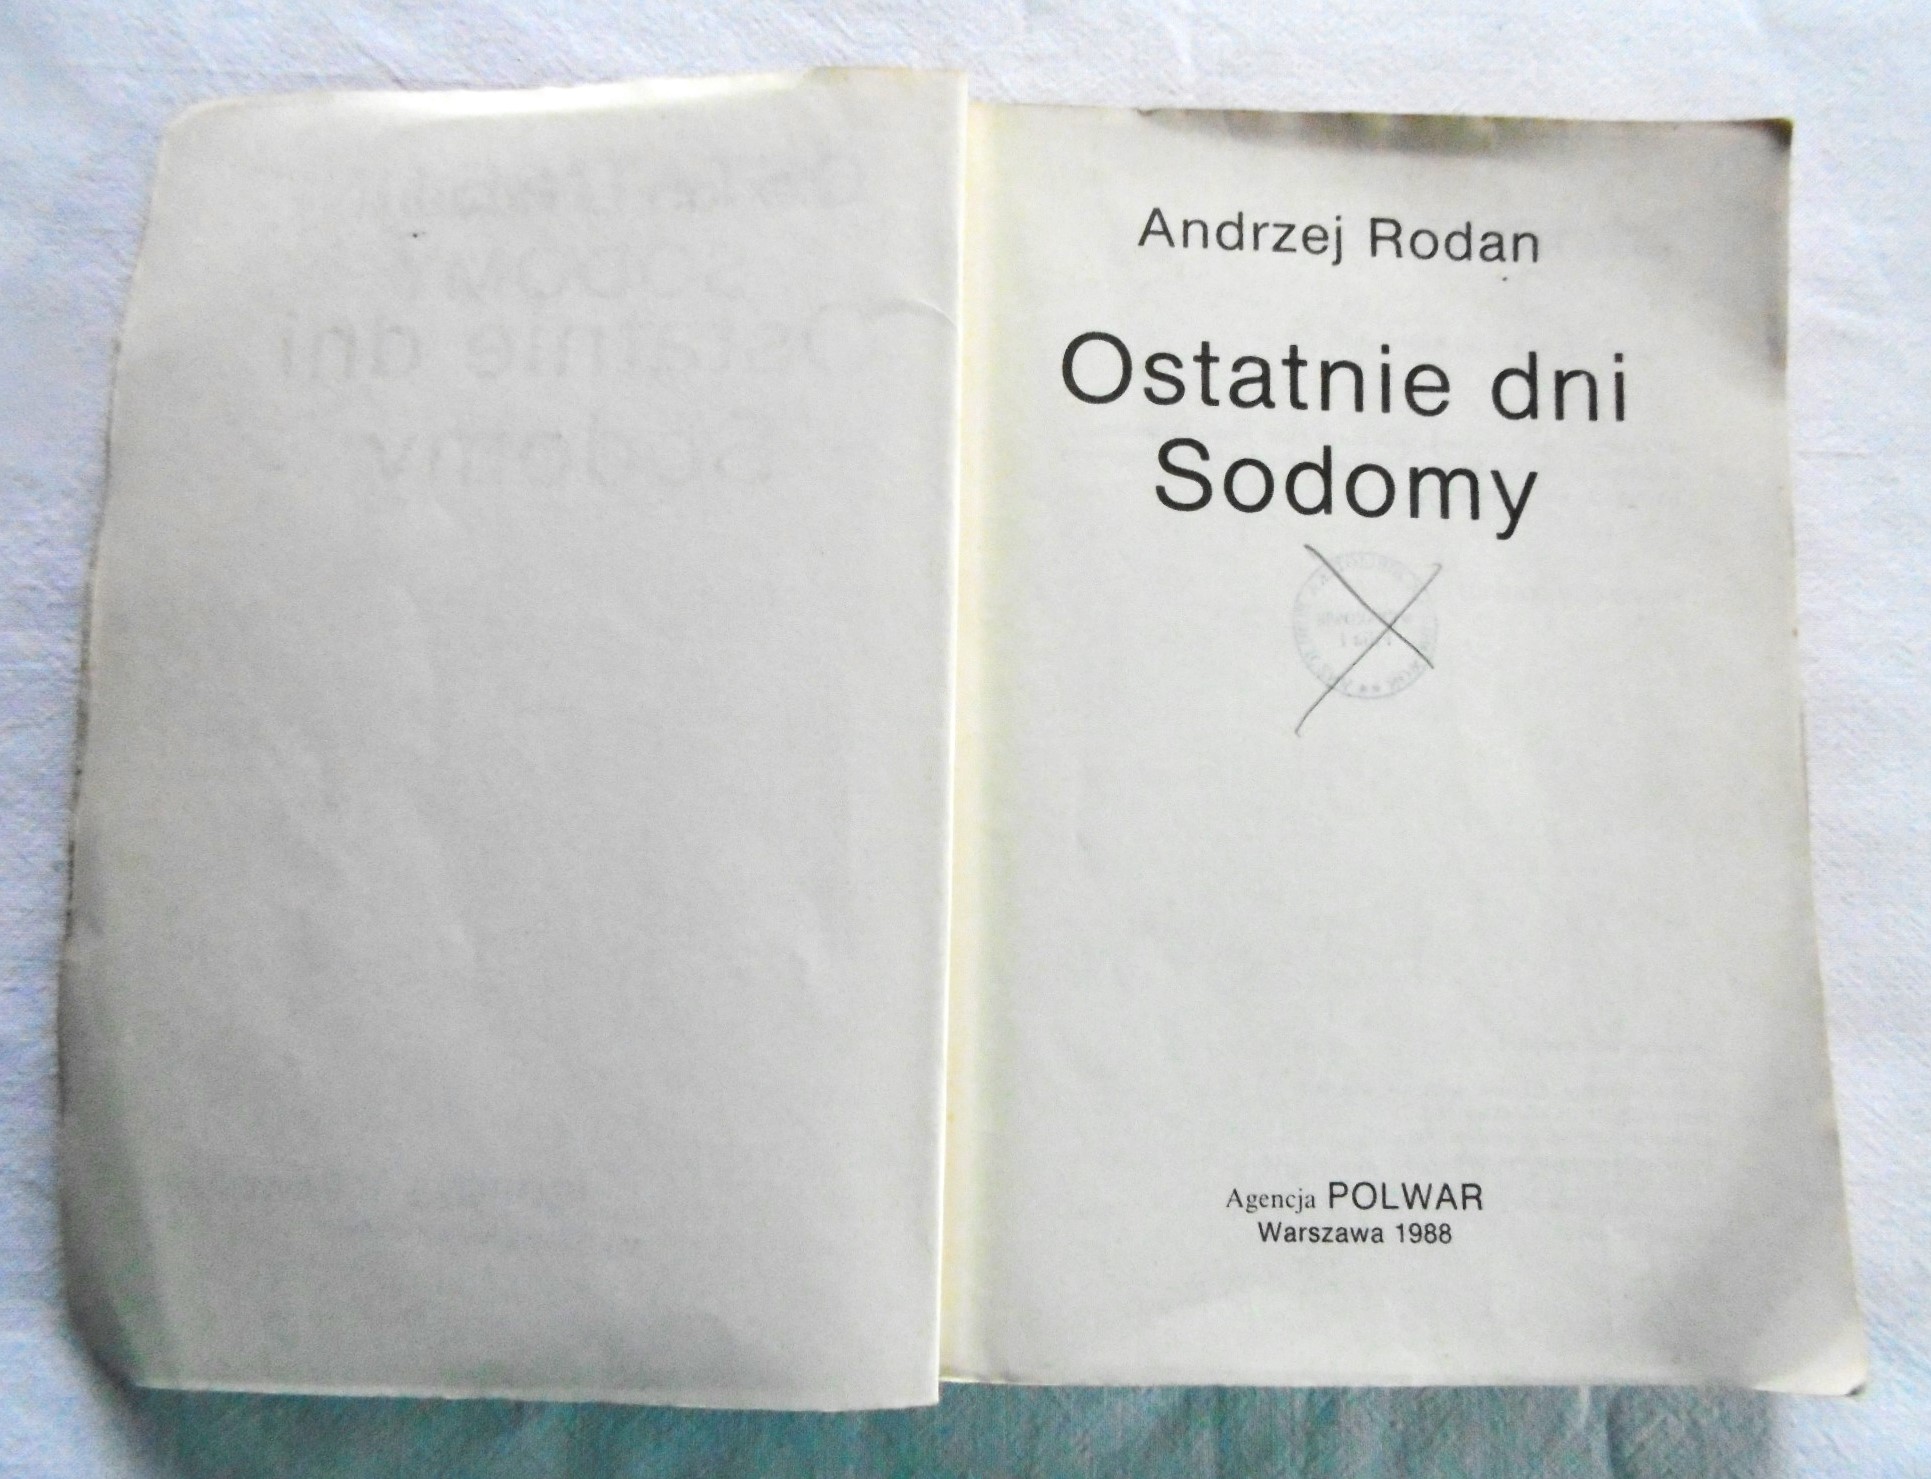 Andrzej Rodan
Ostatnie dni
Sodomy
Agencja POLWAR
Warszawa 1988